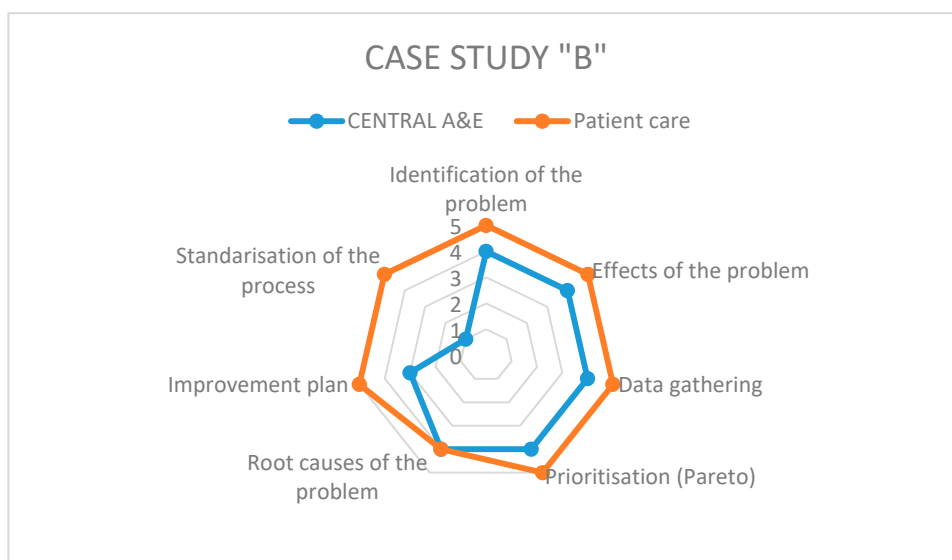 CASE STUDY "B"
CENTRAL A&E
Patient care
Identification of the
problem
Effects of the problem
Data gathering
Prioritisation (Pareto)
Root causes of the
problem
Improvement plan
Standarisation of the
process
5
4
3
2
1
0